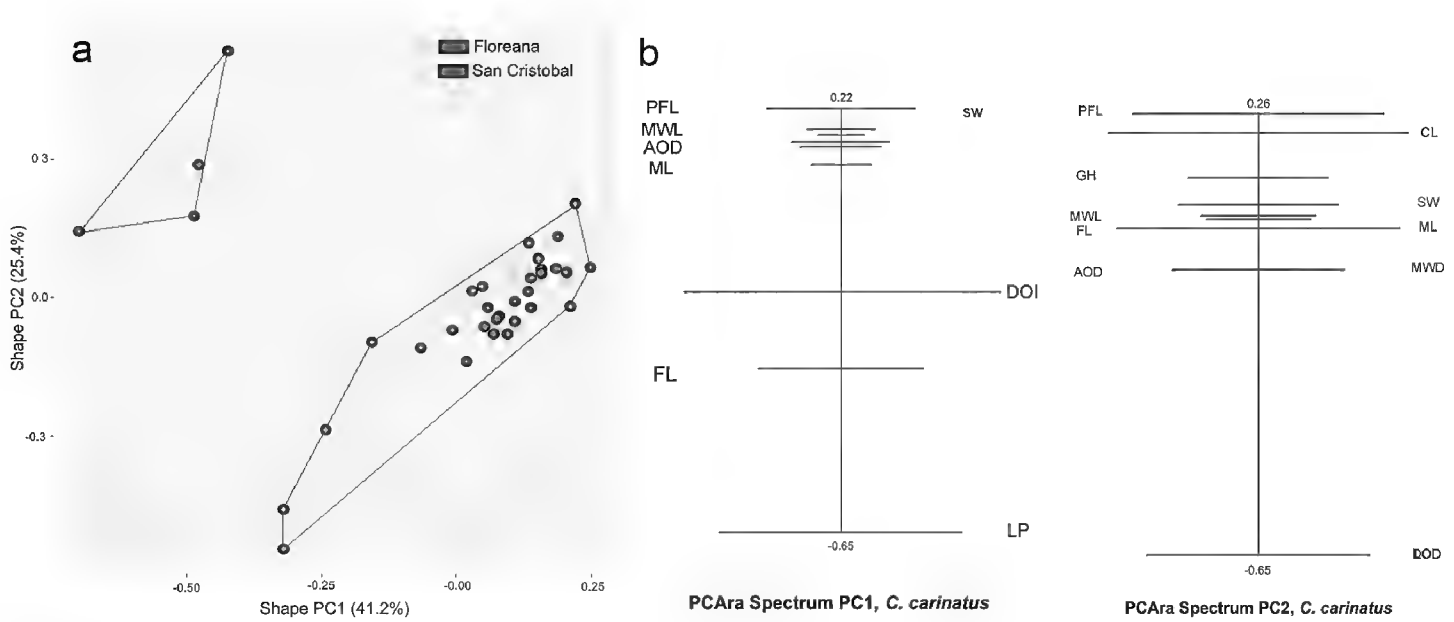 a
Floreana
San Cristobal
0.3
0.0
-0.3
Shape PC2 (25.4%)
-0.50
-0.25
-0.00
0.25
Shape PC1 (41.2%)
b
0.22
PFL
SW
MWL
AOD
ML
DOI
FL
LP
-0.65
PCAra Spectrum PC1, C. carinatus
0.26
PFL
CL
GH
SW
MWL
FL
ML
AOD
MWD
-0.65
PCAra Spectrum PC2, C. carinatus